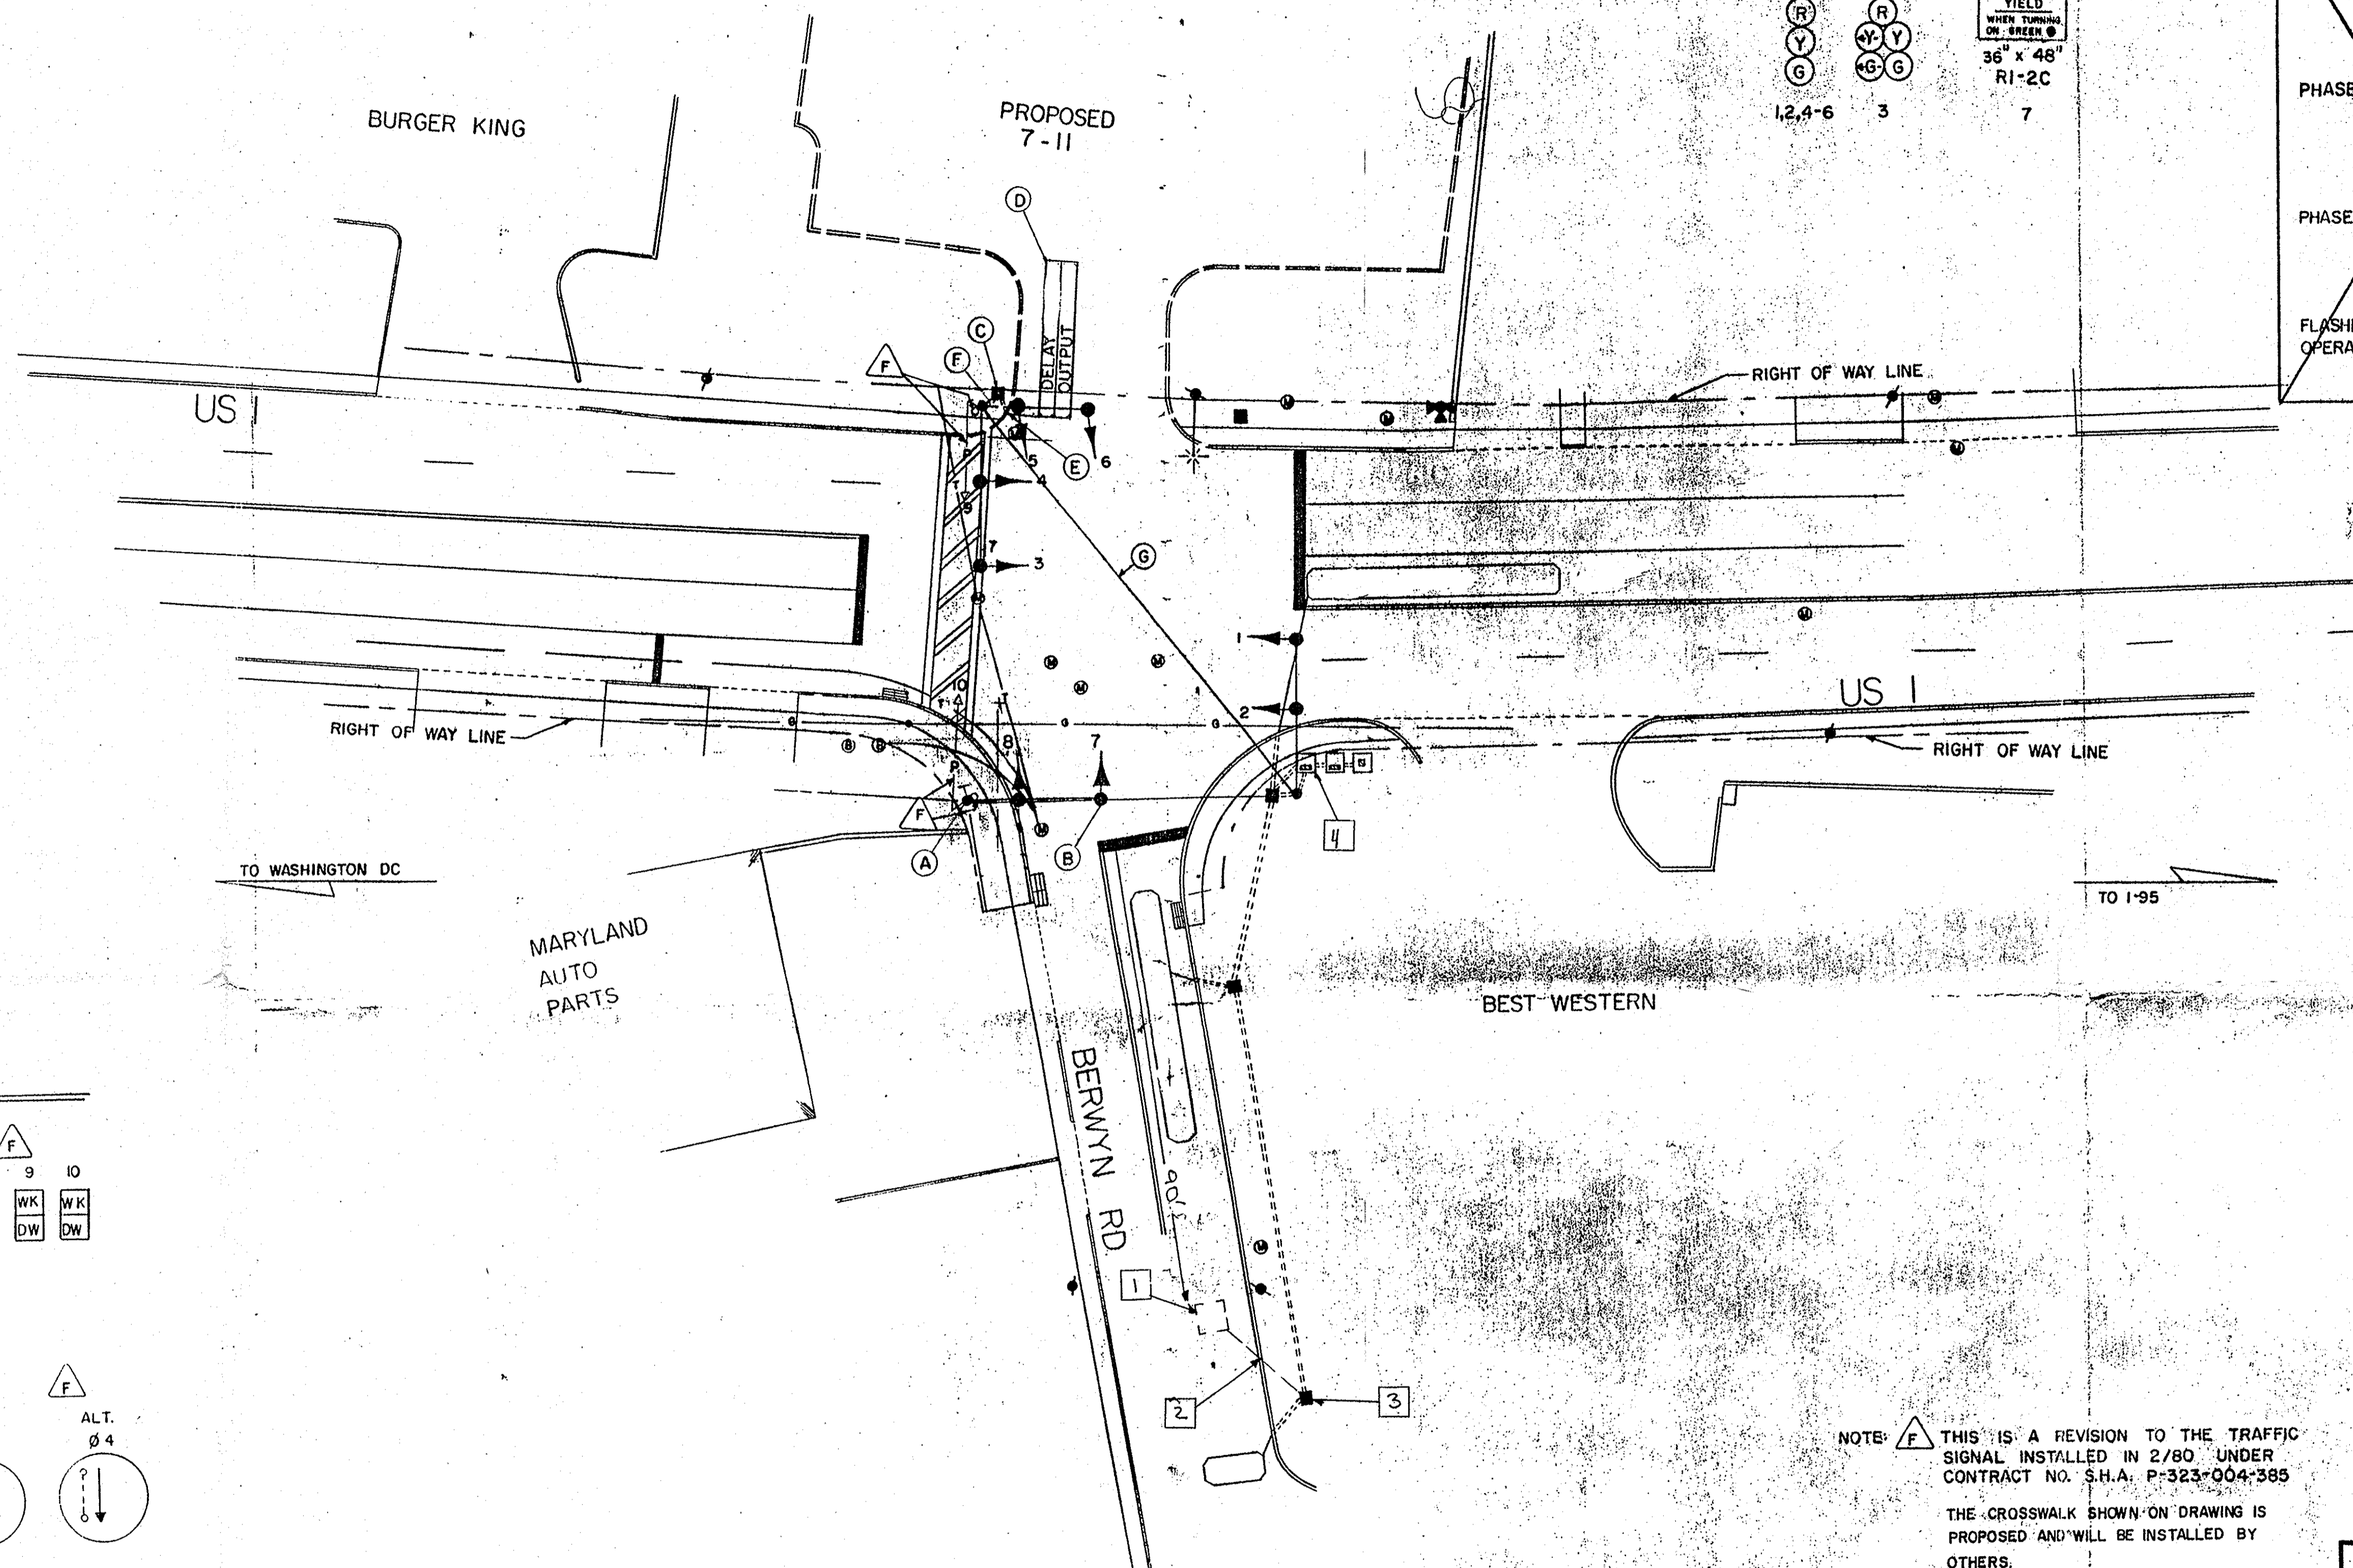 YIELD
WHEN TURNING
ON GREEN
36" x 48"
R1-2C
7
R
Y
G
1,2,4-6
R
Y
Y
G
G
3
PHASE
PHASE
BURGER KING
PROPOSED
7-11
D
C
F
F
DELAY
OUTPUT
E
5
6
4
9
7
3
G
US 1
RIGHT OF WAY LINE
1
2
US 1
RIGHT OF WAY LINE
RIGHT OF WAY LINE
10
8
7
P
F
A
B
4
TO WASHINGTON DC
TO I-95
MARYLAND
AUTO
PARTS
BEST WESTERN
BERWYN RD
90'
1
2
3
F
9
10
WK
WK
DW
DW
F
ALT.
Ø 4
NOTE: F THIS IS A REVISION TO THE TRAFFIC
SIGNAL INSTALLED IN 2/80 UNDER
CONTRACT NO. S.H.A. P-323-004-385
THE CROSSWALK SHOWN ON DRAWING IS
PROPOSED AND WILL BE INSTALLED BY
OTHERS.